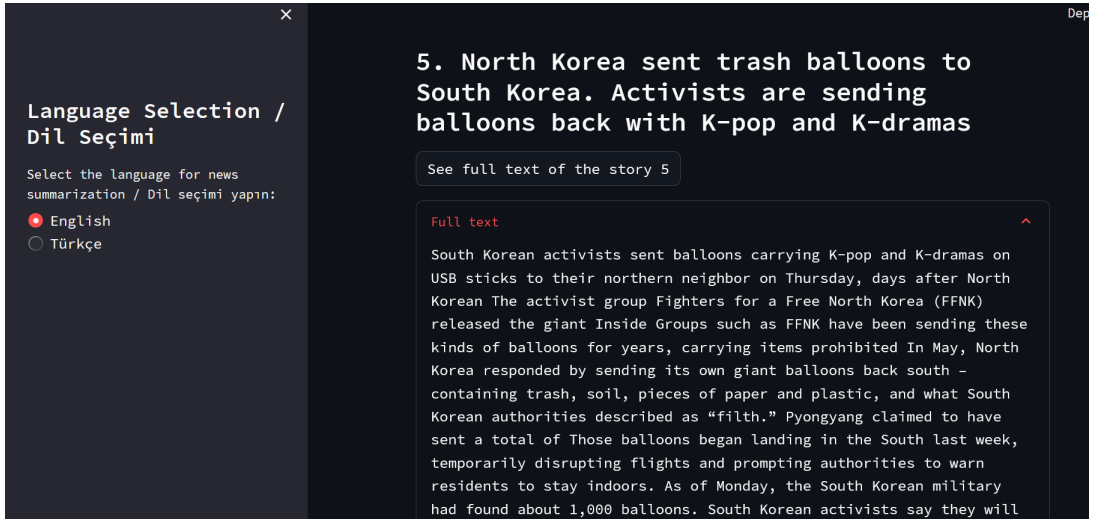 Dep
Language Selection /
Dil Seçimi
Select the language for news
summarization / Dil seçimi yapın:
English
Türkçe
5. North Korea sent trash balloons to
South Korea. Activists are sending
balloons back with K-pop and K-dramas
See full text of the story 5
Full text
South Korean activists sent balloons carrying K-pop and K-dramas on
USB sticks to their northern neighbor on Thursday, days after North
Korean The activist group Fighters for a Free North Korea (FFNK)
released the giant Inside Groups such as FFNK have been sending these
kinds of balloons for years, carrying items prohibited In May, North
Korea responded by sending its own giant balloons back south –
containing trash, soil, pieces of paper and plastic, and what South
Korean authorities described as “filth.” Pyongyang claimed to have
sent a total of Those balloons began landing in the South last week,
temporarily disrupting flights and prompting authorities to warn
residents to stay indoors. As of Monday, the South Korean military
had found about 1,000 balloons. South Korean activists say they will